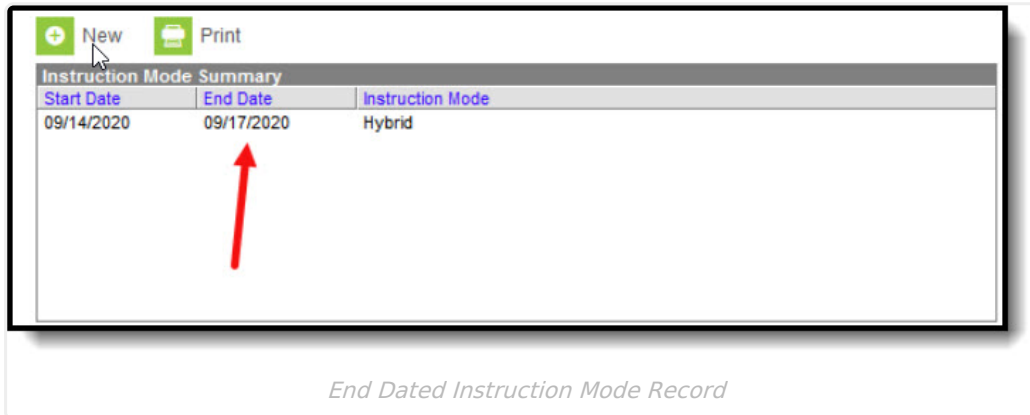 New Print
Instruction Mode Summary
Start Date End Date Instruction Mode
09/14/2020 09/17/2020 Hybrid
End Dated Instruction Mode Record